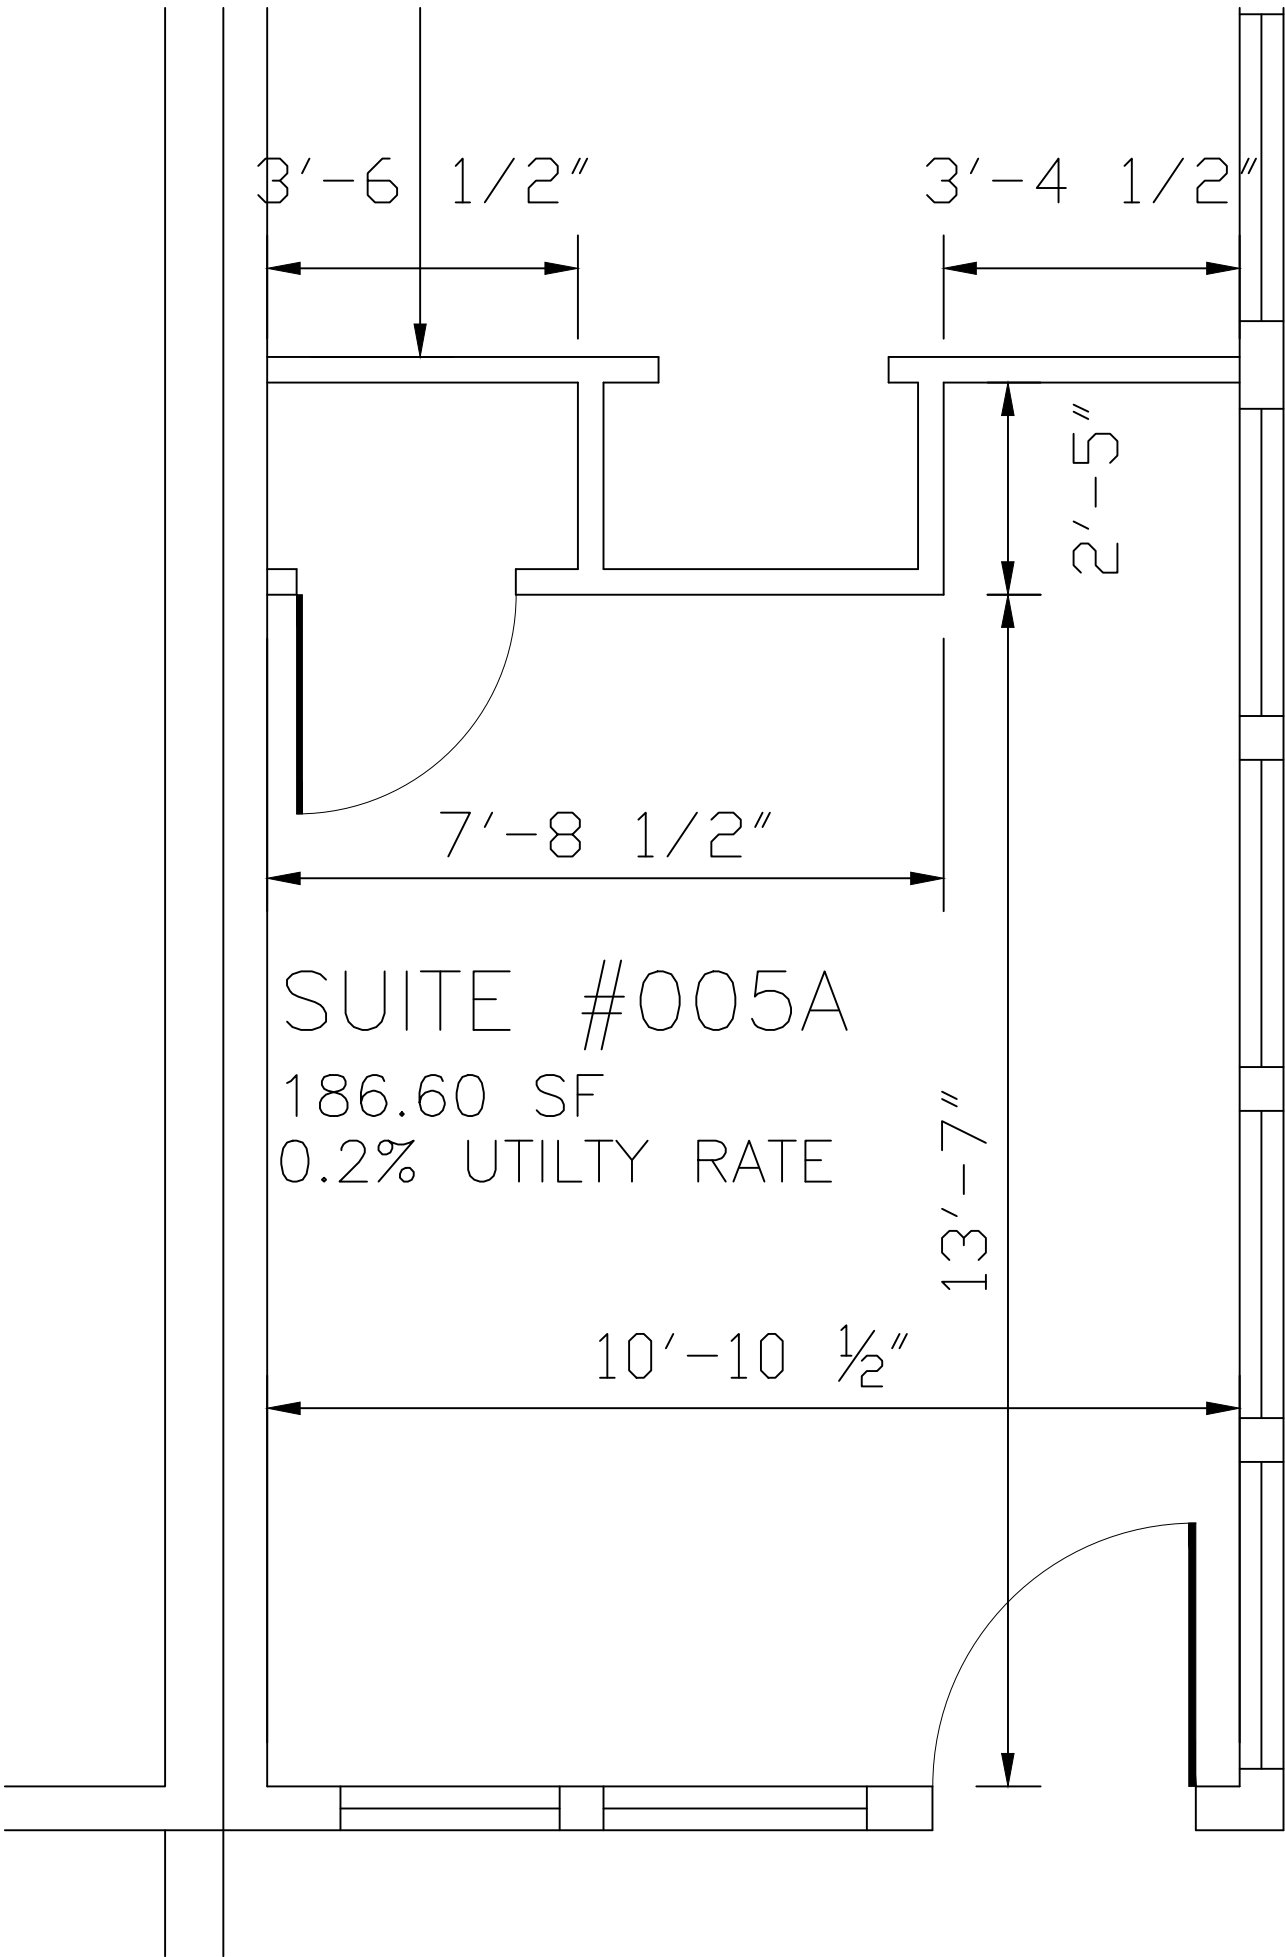 3'-6 1/2"
3'-4 1/2"
2'-5"
7'-8 1/2"
SUITE #005A
186.60 SF
0.2% UTILTY RATE
13'-7"
10'-10 ½"